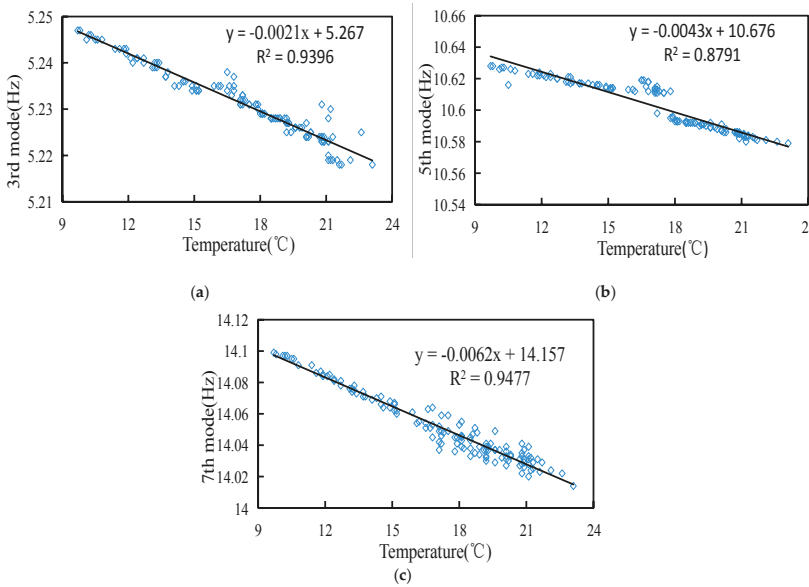 5.25
5.24
5.23
5.22
5.21
3rd mode(Hz)
y = -0.0021x + 5.267
R² = 0.9396
9 12 15 18 21 24
Temperature(℃)
(a)
10.66
10.64
10.62
10.6
10.58
10.56
10.54
5th mode(Hz)
y = -0.0043x + 10.676
R² = 0.8791
9 12 15 18 21 2
Temperature(℃)
(b)
14.12
14.1
14.08
14.06
14.04
14.02
14
7th mode(Hz)
y = -0.0062x + 14.157
R² = 0.9477
9 12 15 18 21 24
Temperature(℃)
(c)